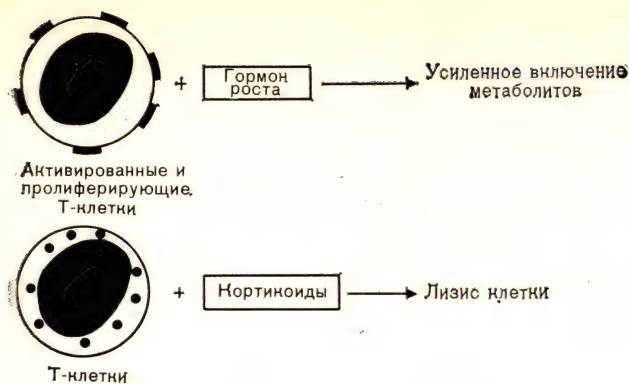 + Гормон роста → Усиленное включение метаболитов
Активированные и
пролиферирующие
Т-клетки
+ Кортикоиды → Лизис клетки
Т-клетки